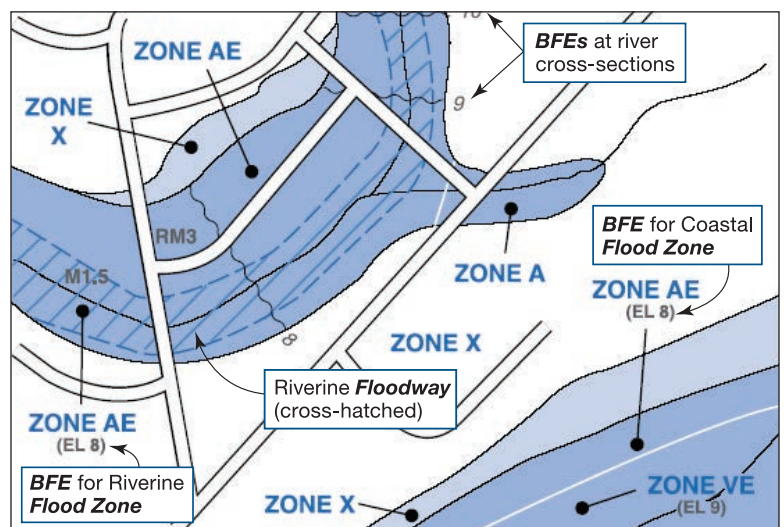 10
BFEs at river
cross-sections
ZONE AE
ZONE
X
9
RM3
M1.5
ZONE A
BFE for Coastal
Flood Zone
ZONE AE
(EL 8)
8
ZONE X
Riverine Floodway
(cross-hatched)
ZONE AE
(EL 8)
BFE for Riverine
Flood Zone
ZONE X
ZONE VE
(EL 9)